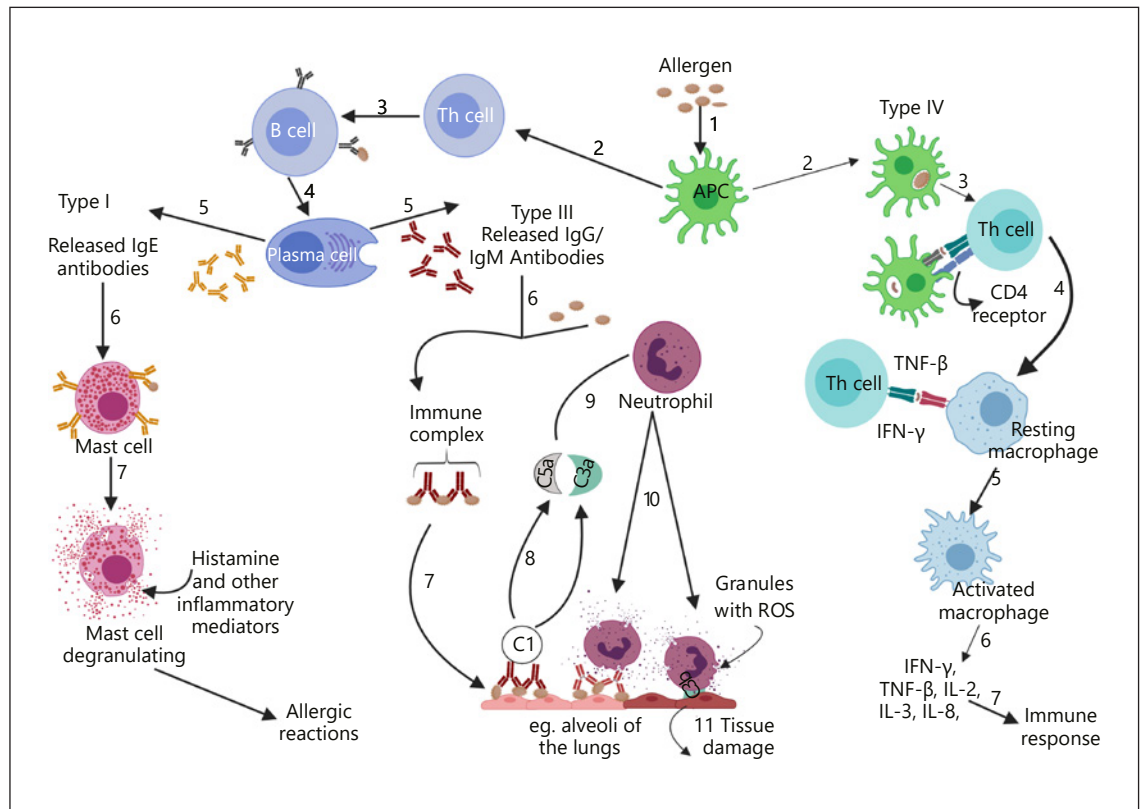 Allergen
1
APC
2
Th cell
3
B cell
4
Plasma cell
5
Type I
Released IgE
antibodies
6
Mast cell
7
Histamine
and other
inflammatory
mediators
Mast cell
degranulating
Allergic
reactions
5
Type III
Released IgG/
IgM Antibodies
6
Immune
complex
7
C1
8
C5a
C3a
9
Neutrophil
10
Granules
with ROS
C3b
eg. alveoli of
the lungs
11 Tissue
damage
2
Type IV
3
Th cell
CD4
receptor
4
Th cell
TNF-β
IFN-γ
Resting
macrophage
5
Activated
macrophage
6
IFN-γ,
TNF-β, IL-2,
IL-3, IL-8,
7
Immune
response